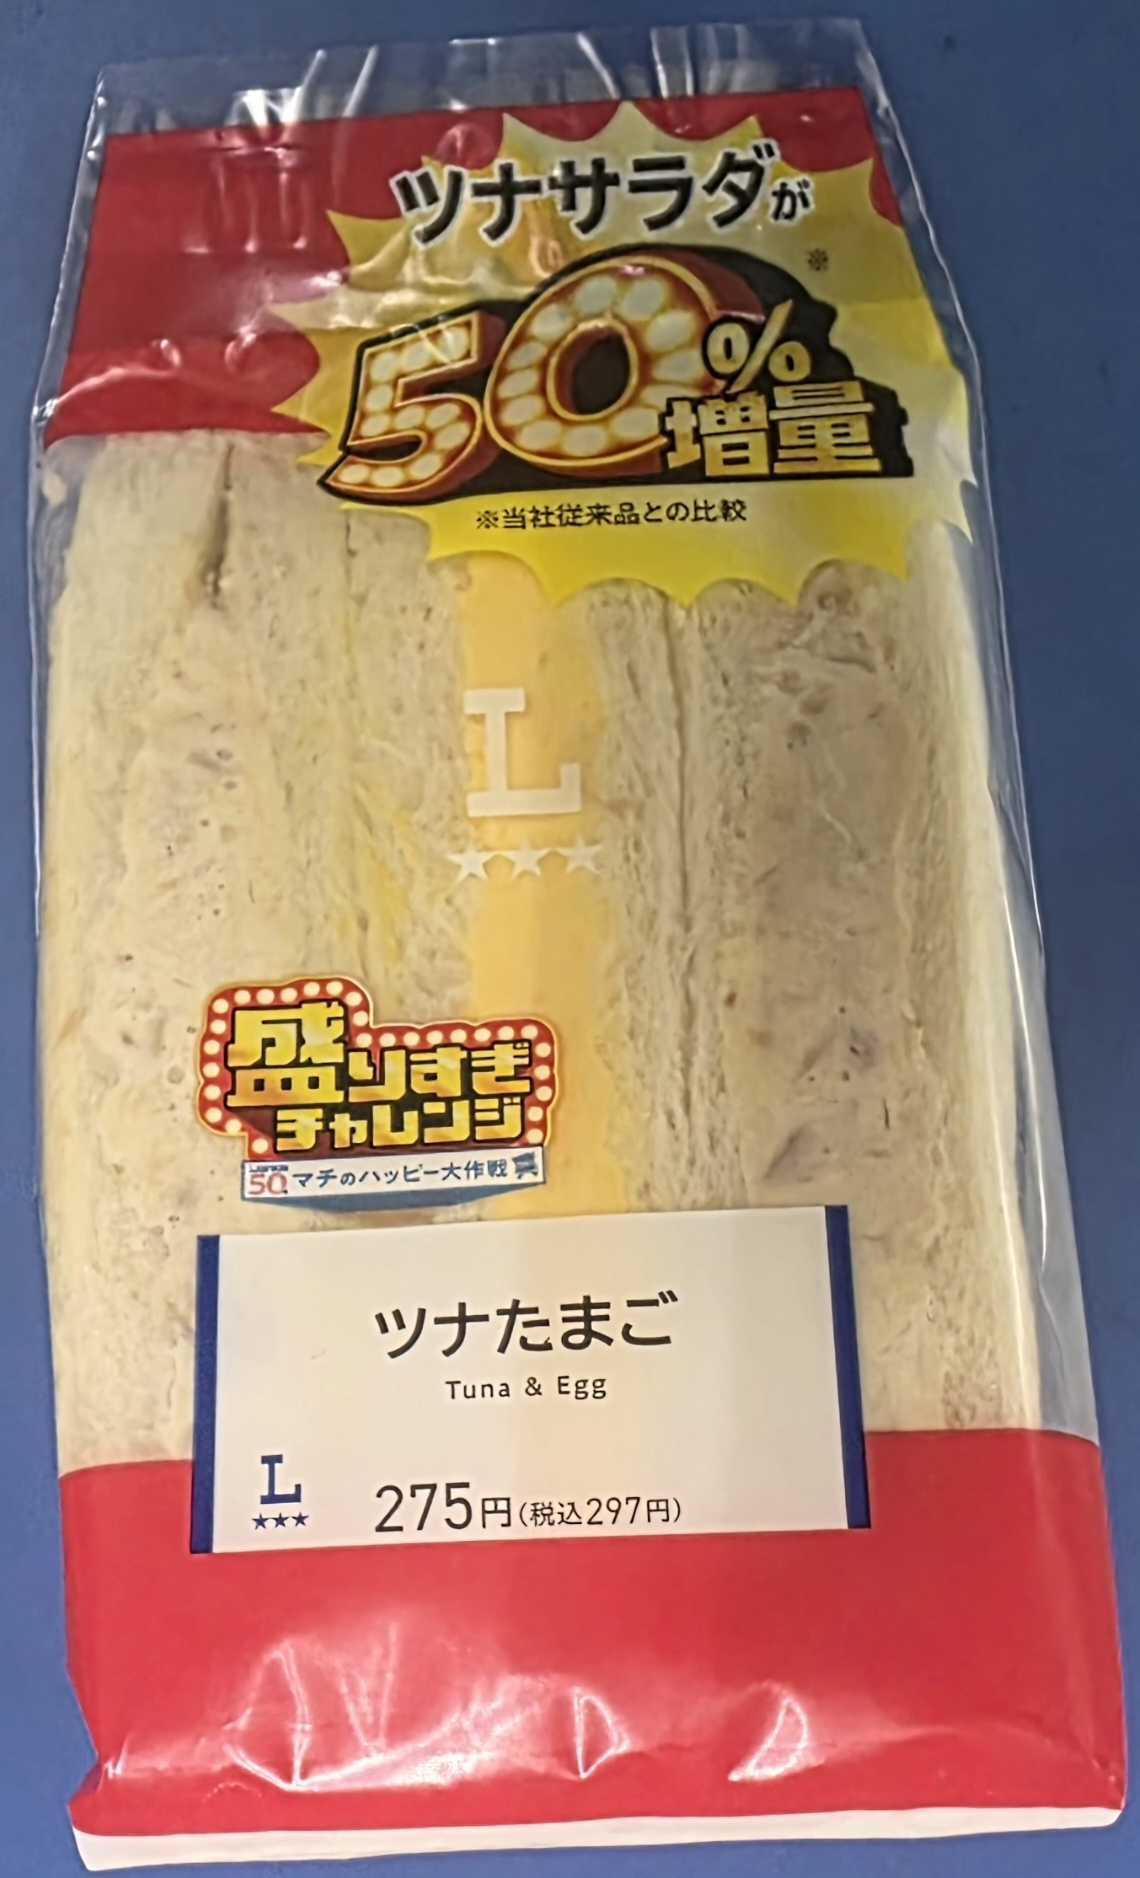 ツナサラダが
50%増量※
※当社従来品との比較
L
盛りすぎ
チャレンジ
50 マチのハッピー大作戦
ツナたまご
Tuna & Egg
L
275円(税込297円)